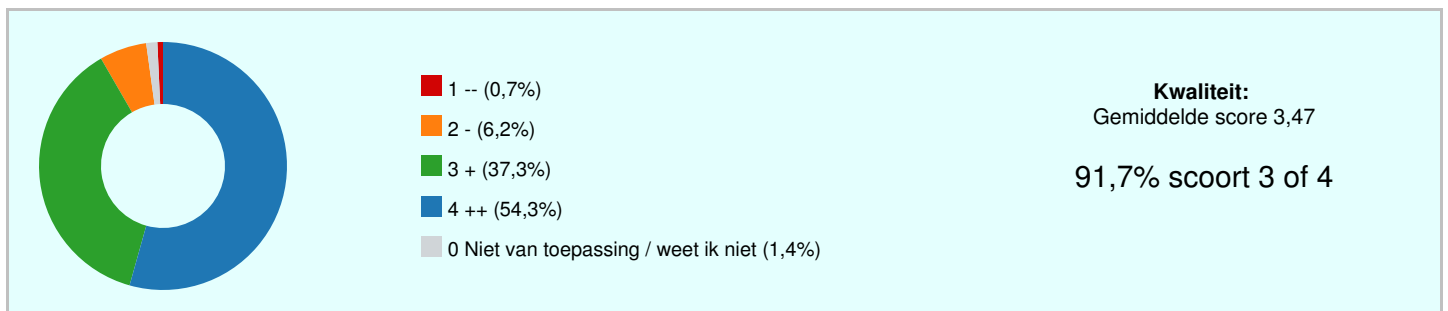 1 -- (0,7%)
2 - (6,2%)
3 + (37,3%)
4 ++ (54,3%)
0 Niet van toepassing / weet ik niet (1,4%)
Kwaliteit:
Gemiddelde score 3,47
91,7% scoort 3 of 4